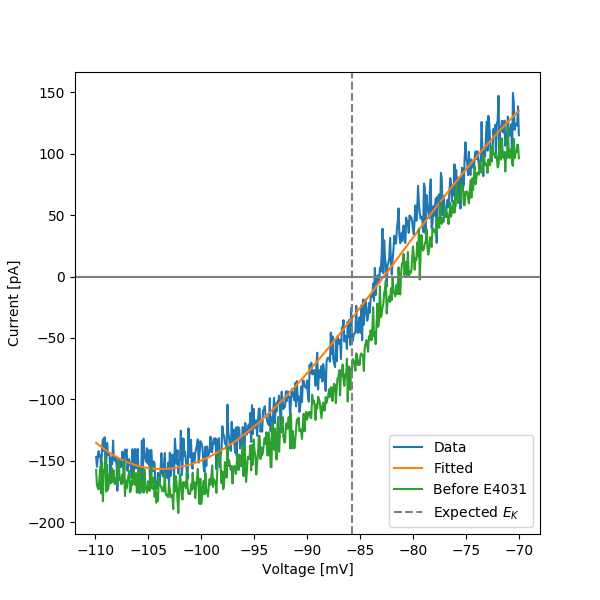 150
100
50
0
−50
−100
−150
−200
Current [pA]
Data
Fitted
Before E4031
Expected E_K
−110 −105 −100 −95 −90 −85 −80 −75 −70
Voltage [mV]